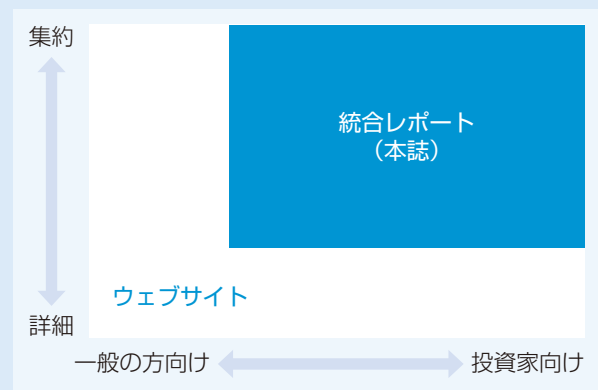 集約
統合レポート
（本誌）
ウェブサイト
詳細
一般の方向け
投資家向け